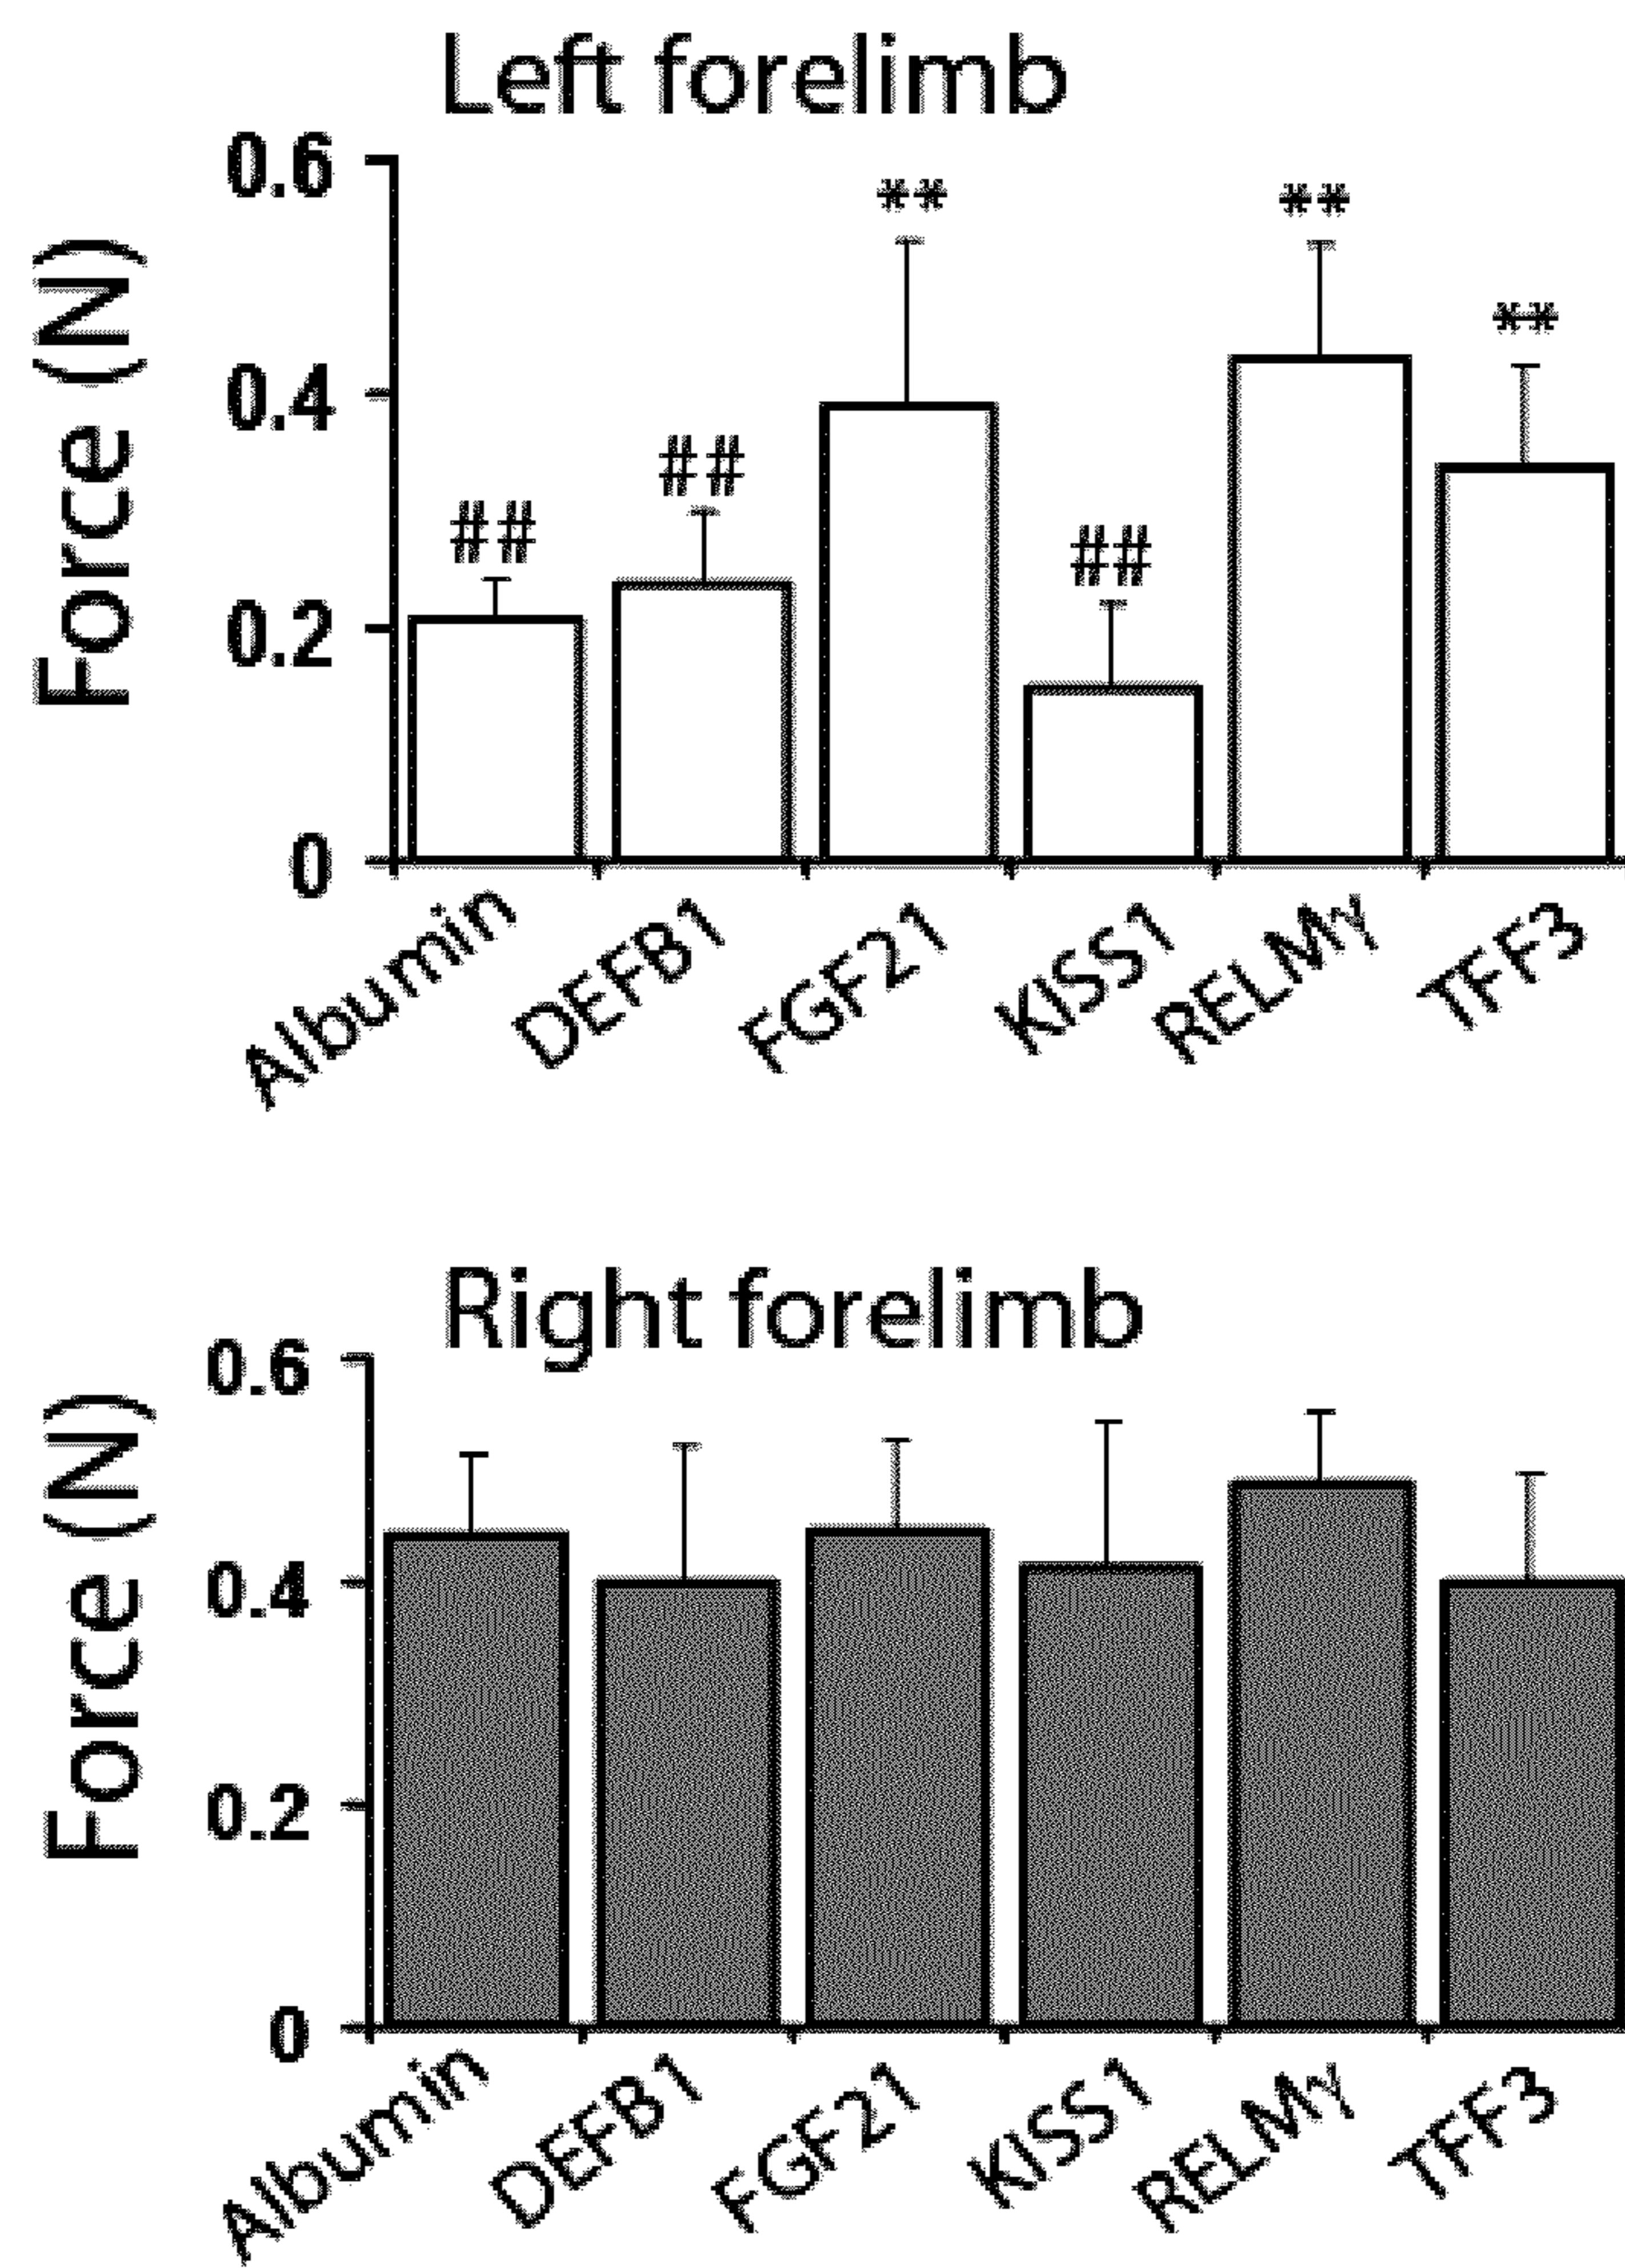 Left forelimb
Force (N)
0.6
0.4
0.2
0
##
##
**
##
**
**
Albumin
DEFB1
FGF21
KISS1
RELMγ
TFF3
Right forelimb
Force (N)
0.6
0.4
0.2
0
Albumin
DEFB1
FGF21
KISS1
RELMγ
TFF3